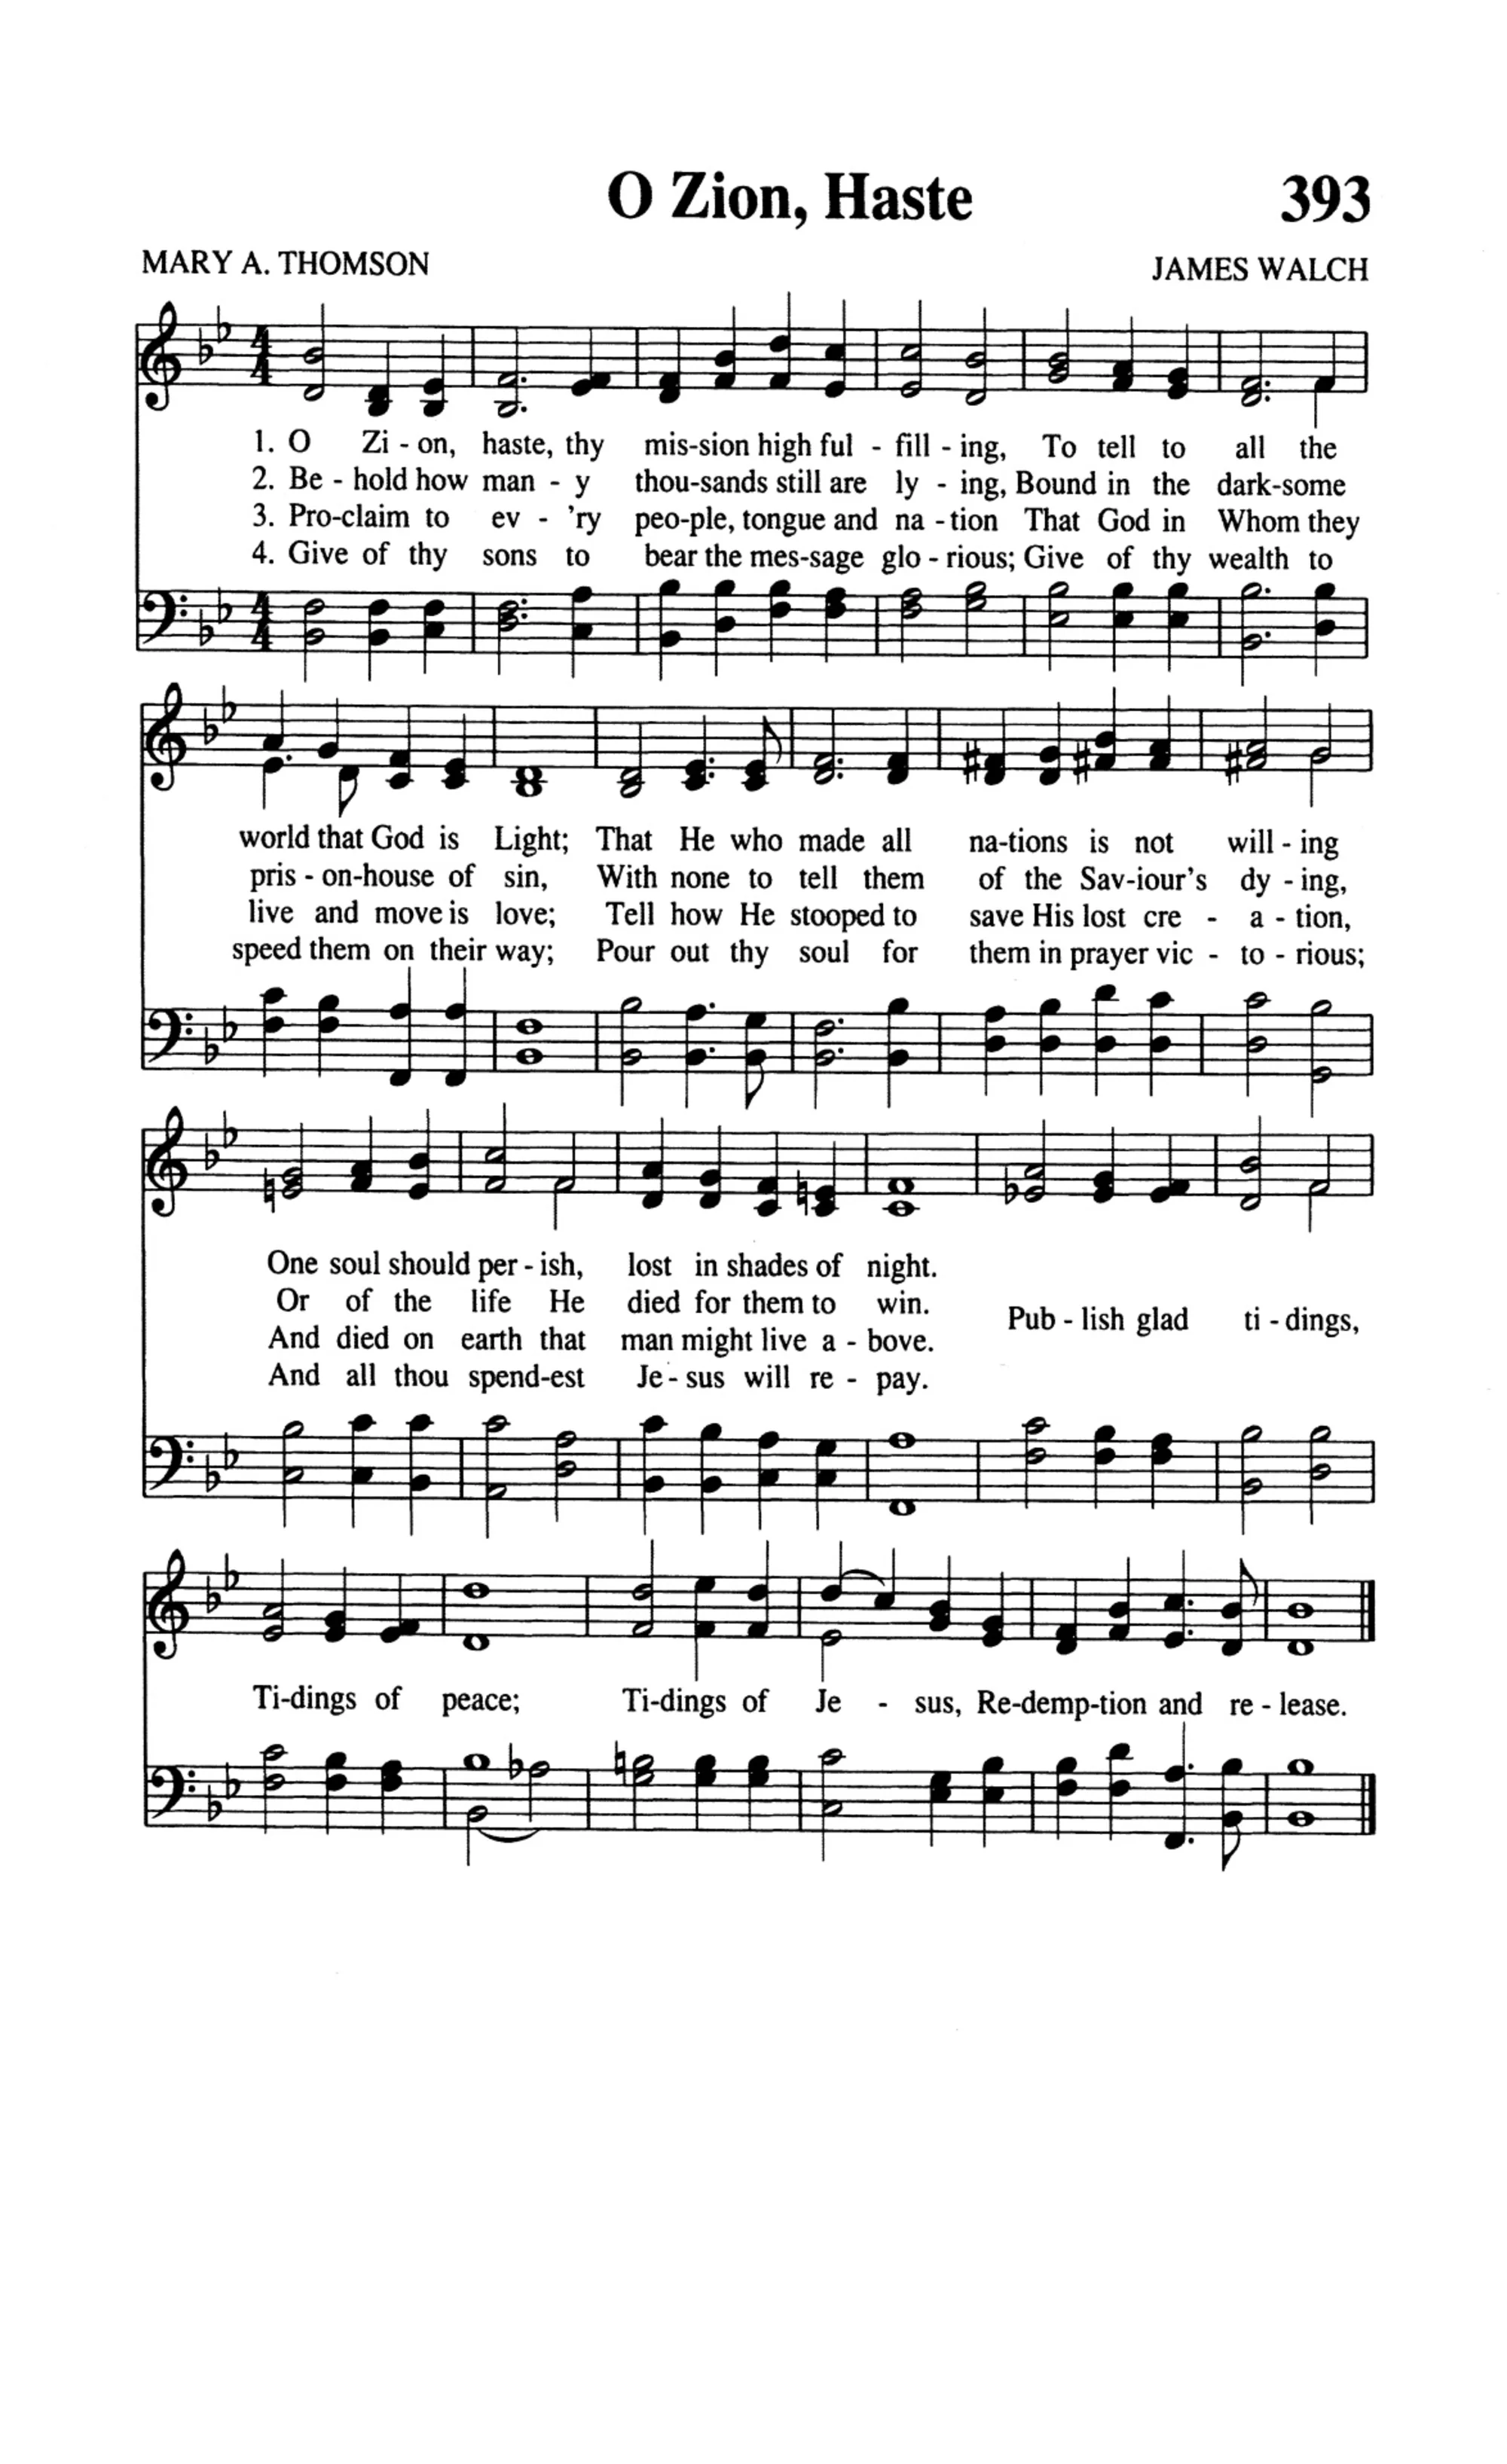 O Zion, Haste 393
MARY A. THOMSON JAMES WALCH
1. O Zi - on, haste, thy mis-sion high ful - fill - ing, To tell to all the
2. Be - hold how man - y thou-sands still are ly - ing, Bound in the dark-some
3. Pro-claim to ev - 'ry peo-ple, tongue and na - tion That God in Whom they
4. Give of thy sons to bear the mes-sage glo - rious; Give of thy wealth to
world that God is Light; That He who made all na-tions is not will - ing
pris - on-house of sin, With none to tell them of the Sav-iour's dy - ing,
live and move is love; Tell how He stooped to save His lost cre - a - tion,
speed them on their way; Pour out thy soul for them in prayer vic - to - rious;
One soul should per - ish, lost in shades of night.
Or of the life He died for them to win.
Pub - lish glad ti - dings,
And died on earth that man might live a - bove.
And all thou spend-est Je - sus will re - pay.
Ti-dings of peace; Ti-dings of Je - sus, Re-demp-tion and re - lease.